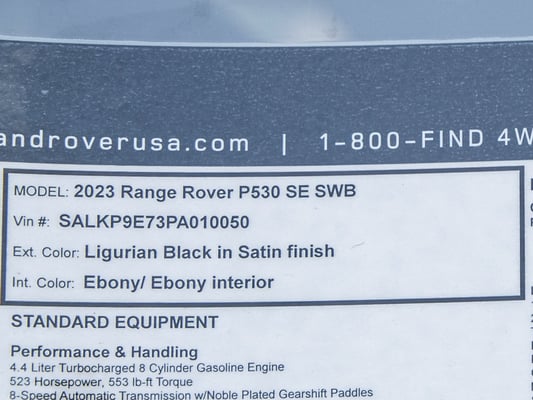 androverusa.com | 1-800-FIND 4W
MODEL: 2023 Range Rover P530 SE SWB
Vin #: SALKP9E73PA010050
Ext. Color: Ligurian Black in Satin finish
Int. Color: Ebony/ Ebony interior
STANDARD EQUIPMENT
Performance & Handling
4.4 Liter Turbocharged 8 Cylinder Gasoline Engine
523 Horsepower, 553 lb-ft Torque
8-Speed Automatic Transmission w/Noble Plated Gearshift Paddles